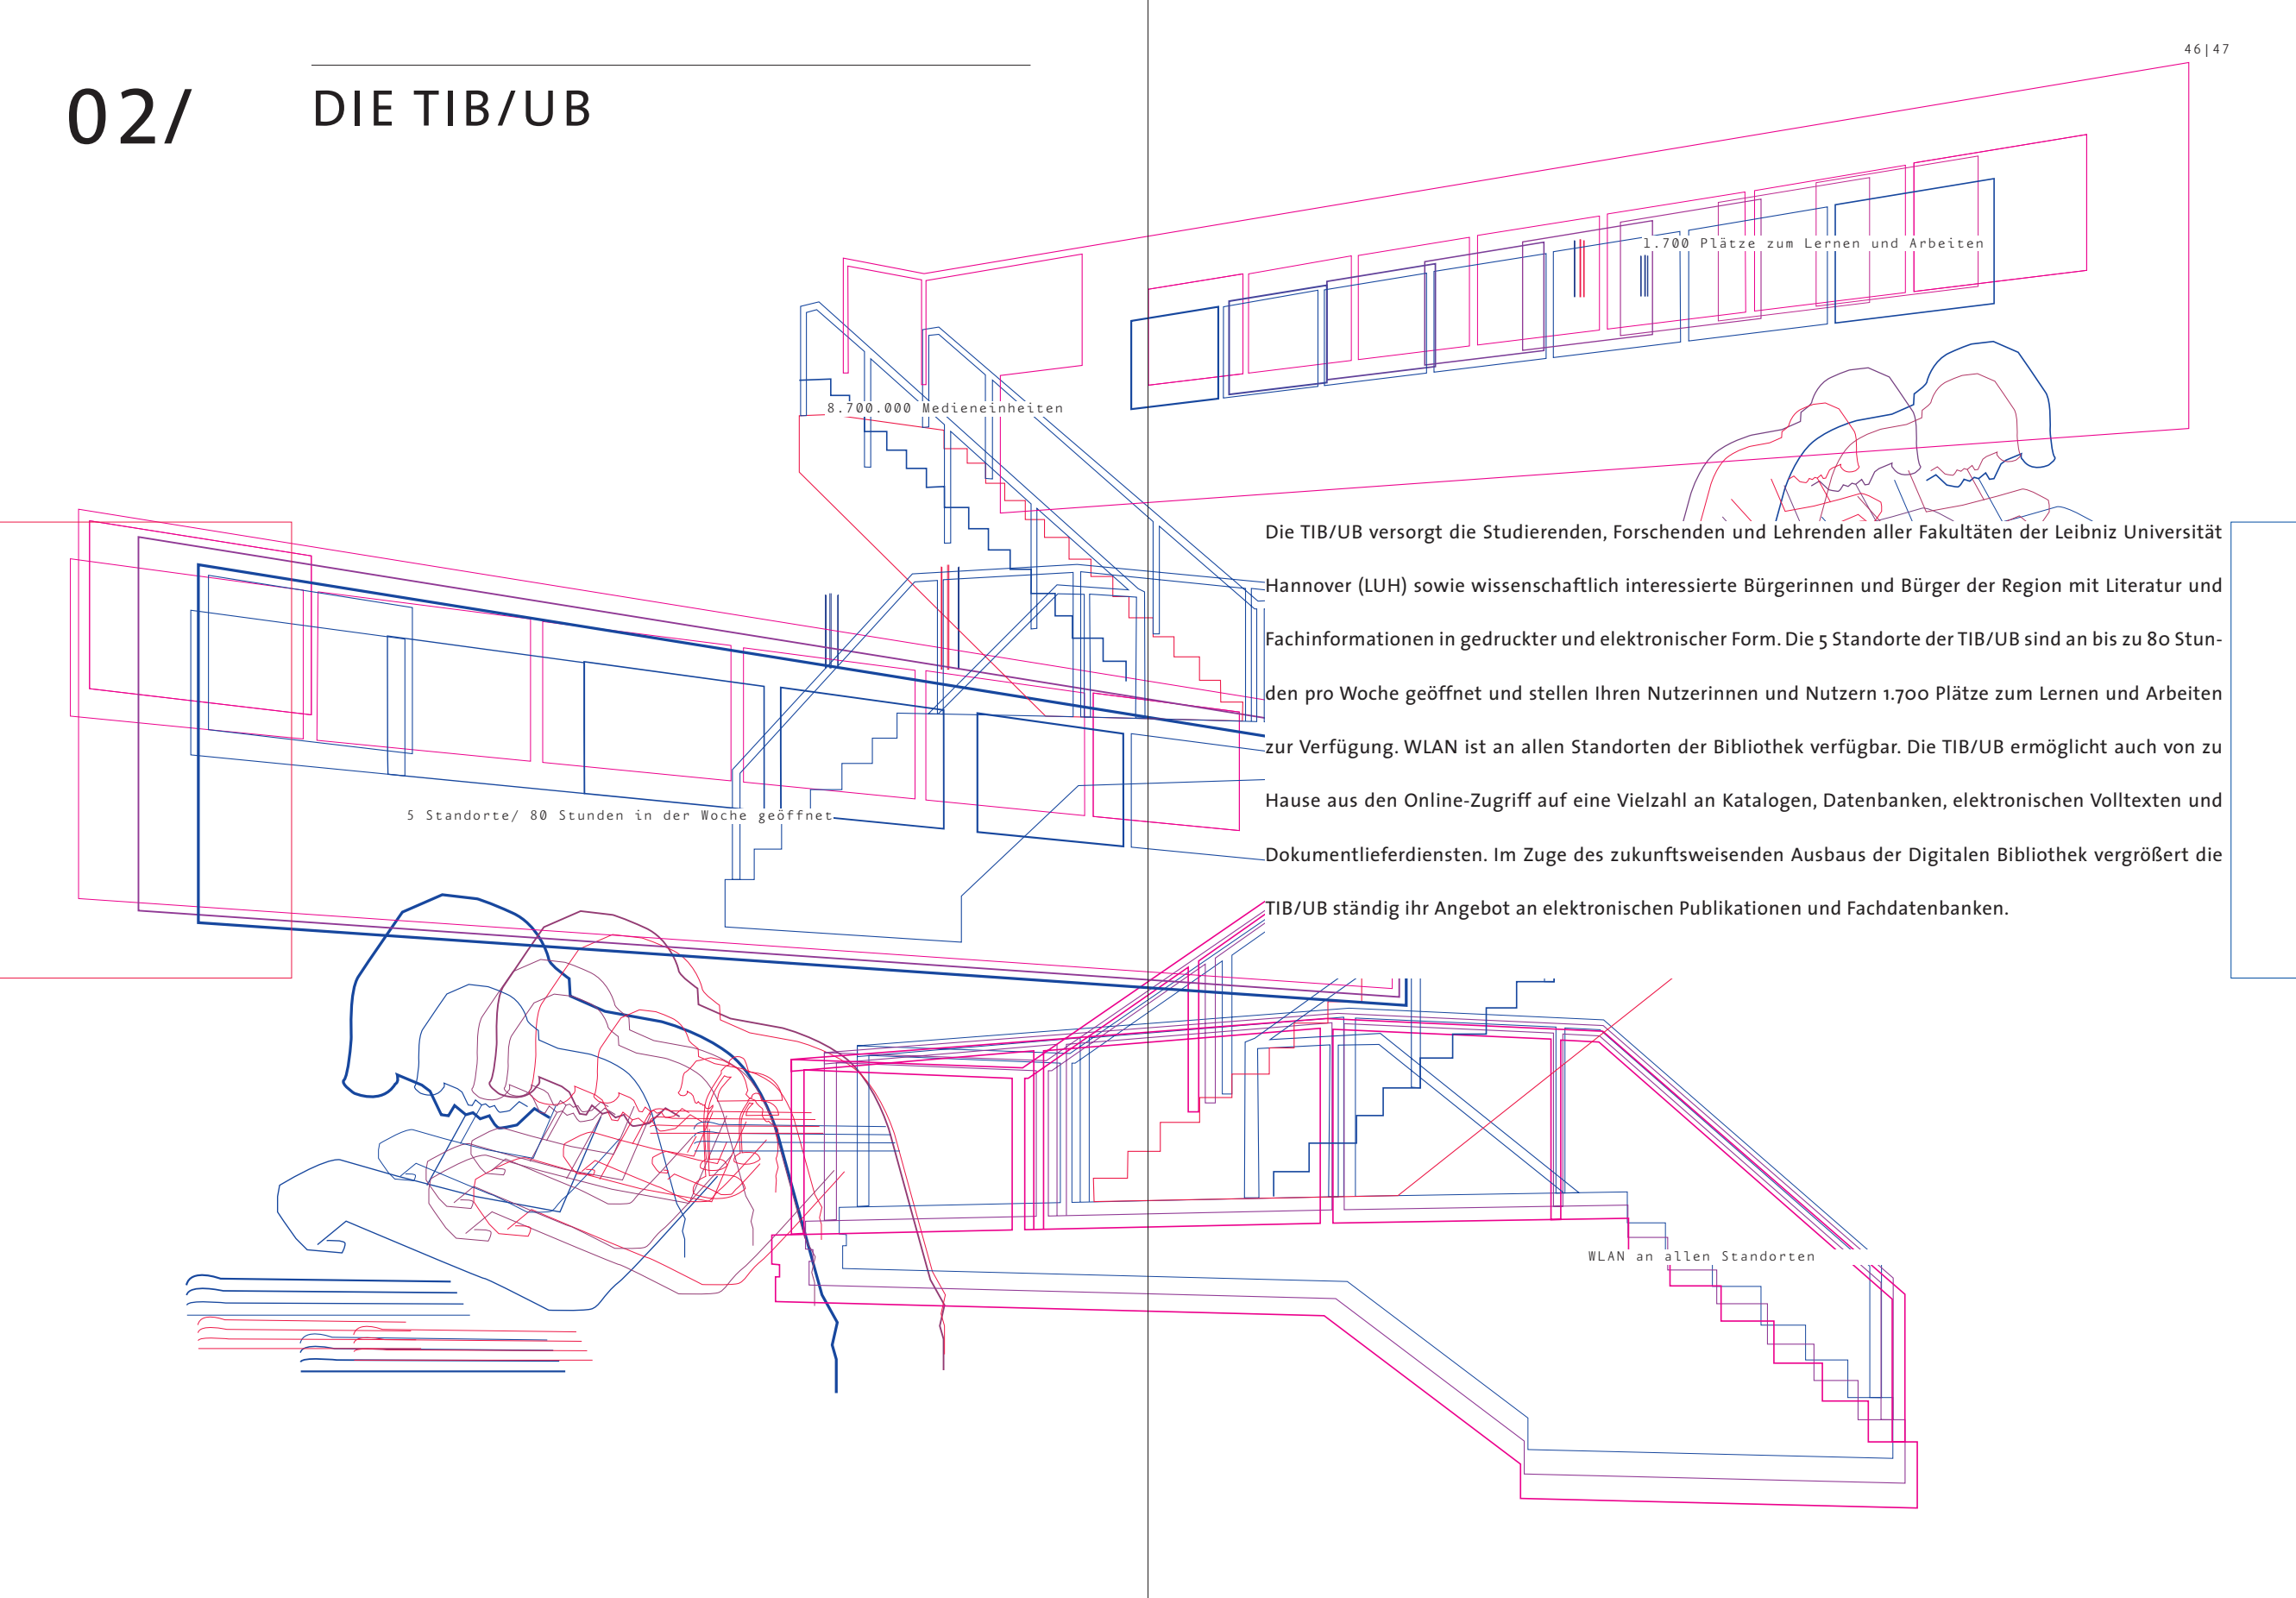 46|47
02/
DIE TIB/UB
1.700 Plätze zum Lernen und Arbeiten
8.700.000 Medieneinheiten
Die TIB/UB versorgt die Studierenden, Forschenden und Lehrenden aller Fakultäten der Leibniz Universität
Hannover (LUH) sowie wissenschaftlich interessierte Bürgerinnen und Bürger der Region mit Literatur und
Fachinformationen in gedruckter und elektronischer Form. Die 5 Standorte der TIB/UB sind an bis zu 80 Stun-
den pro Woche geöffnet und stellen Ihren Nutzerinnen und Nutzern 1.700 Plätze zum Lernen und Arbeiten
zur Verfügung. WLAN ist an allen Standorten der Bibliothek verfügbar. Die TIB/UB ermöglicht auch von zu
Hause aus den Online-Zugriff auf eine Vielzahl an Katalogen, Datenbanken, elektronischen Volltexten und
Dokumentlieferdiensten. Im Zuge des zukunftsweisenden Ausbaus der Digitalen Bibliothek vergrößert die
TIB/UB ständig ihr Angebot an elektronischen Publikationen und Fachdatenbanken.
5 Standorte/ 80 Stunden in der Woche geöffnet
WLAN an allen Standorten